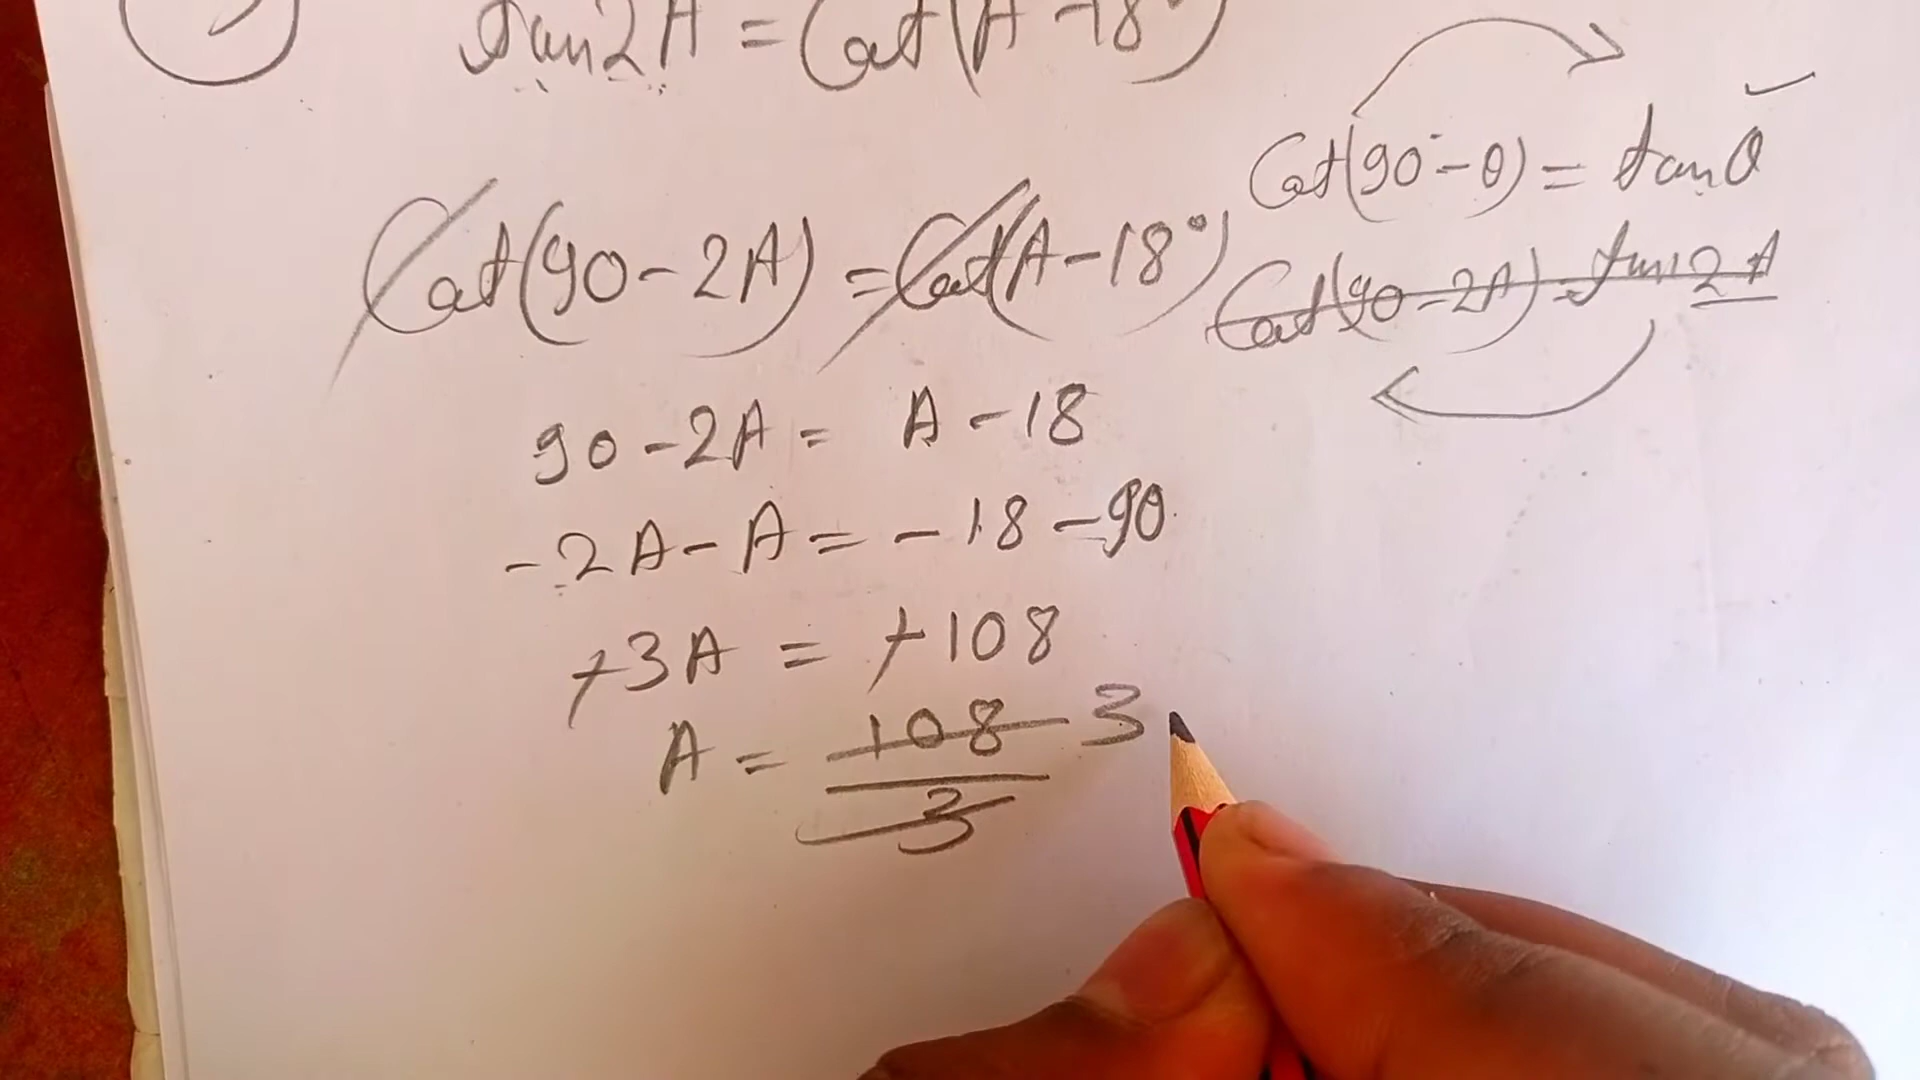 tan2A = Cot(A-18°)
Cot(90°-θ) = tanθ
Cot(90-2A) = Cot(A-18°)
Cot(90-2A) = tan2A
90-2A = A-18
-2A-A = -18-90
+3A = +108
A = 108/3 3